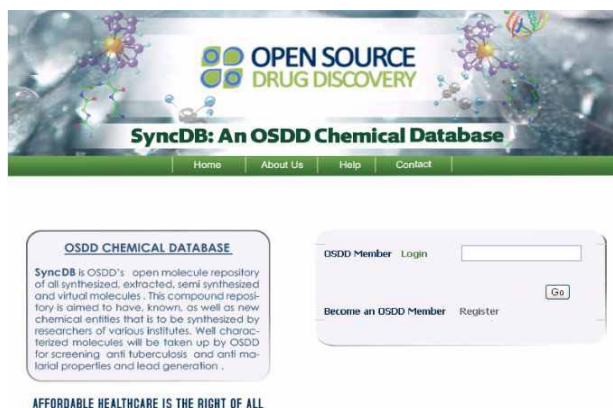 OPEN SOURCE
DRUG DISCOVERY
SyncDB: An OSDD Chemical Database
Home About Us Help Contact
OSDD CHEMICAL DATABASE
SyncDB is OSDD's open molecule repository
of all synthesized, extracted, semi synthesized
and virtual molecules . This compound reposi-
tory is aimed to have, known, as well as new
chemical entities that is to be synthesized by
researchers of various institutes. Well charac-
terized molecules will be taken up by OSDD
for screening anti tuberculosis and anti ma-
larial properties and lead generation .
AFFORDABLE HEALTHCARE IS THE RIGHT OF ALL
OSDD Member Login
Go
Become an OSDD Member Register